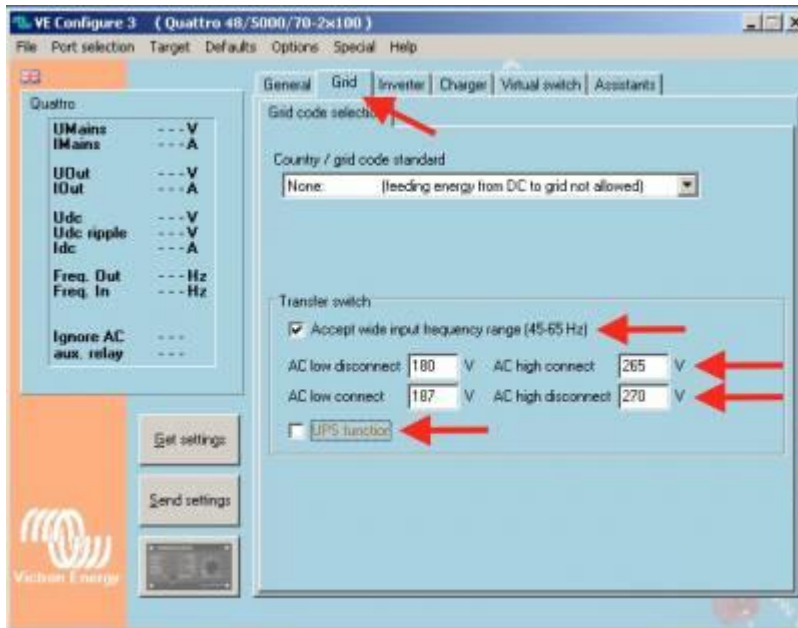 VE Configure 3 ( Quattro 48/5000/70-2x100 )
File Port selection Target Defaults Options Special Help
General Grid Inverter Charger Virtual switch Assistants
Quattro
UMains ---V
IMains ---A
UOut ---V
IOut ---A
Udc ---V
Udc ripple ---V
Idc ---A
Freq. Out ---Hz
Freq. In ---Hz
Ignore AC ---
aux. relay ---
Get settings
Send settings
Victron Energy
Grid code selection
Country / grid code standard
None: (feeding energy from DC to grid not allowed)
Transfer switch
Accept wide input frequency range (45-65 Hz)
AC low disconnect 180 V AC high connect 265 V
AC low connect 187 V AC high disconnect 270 V
UPS function